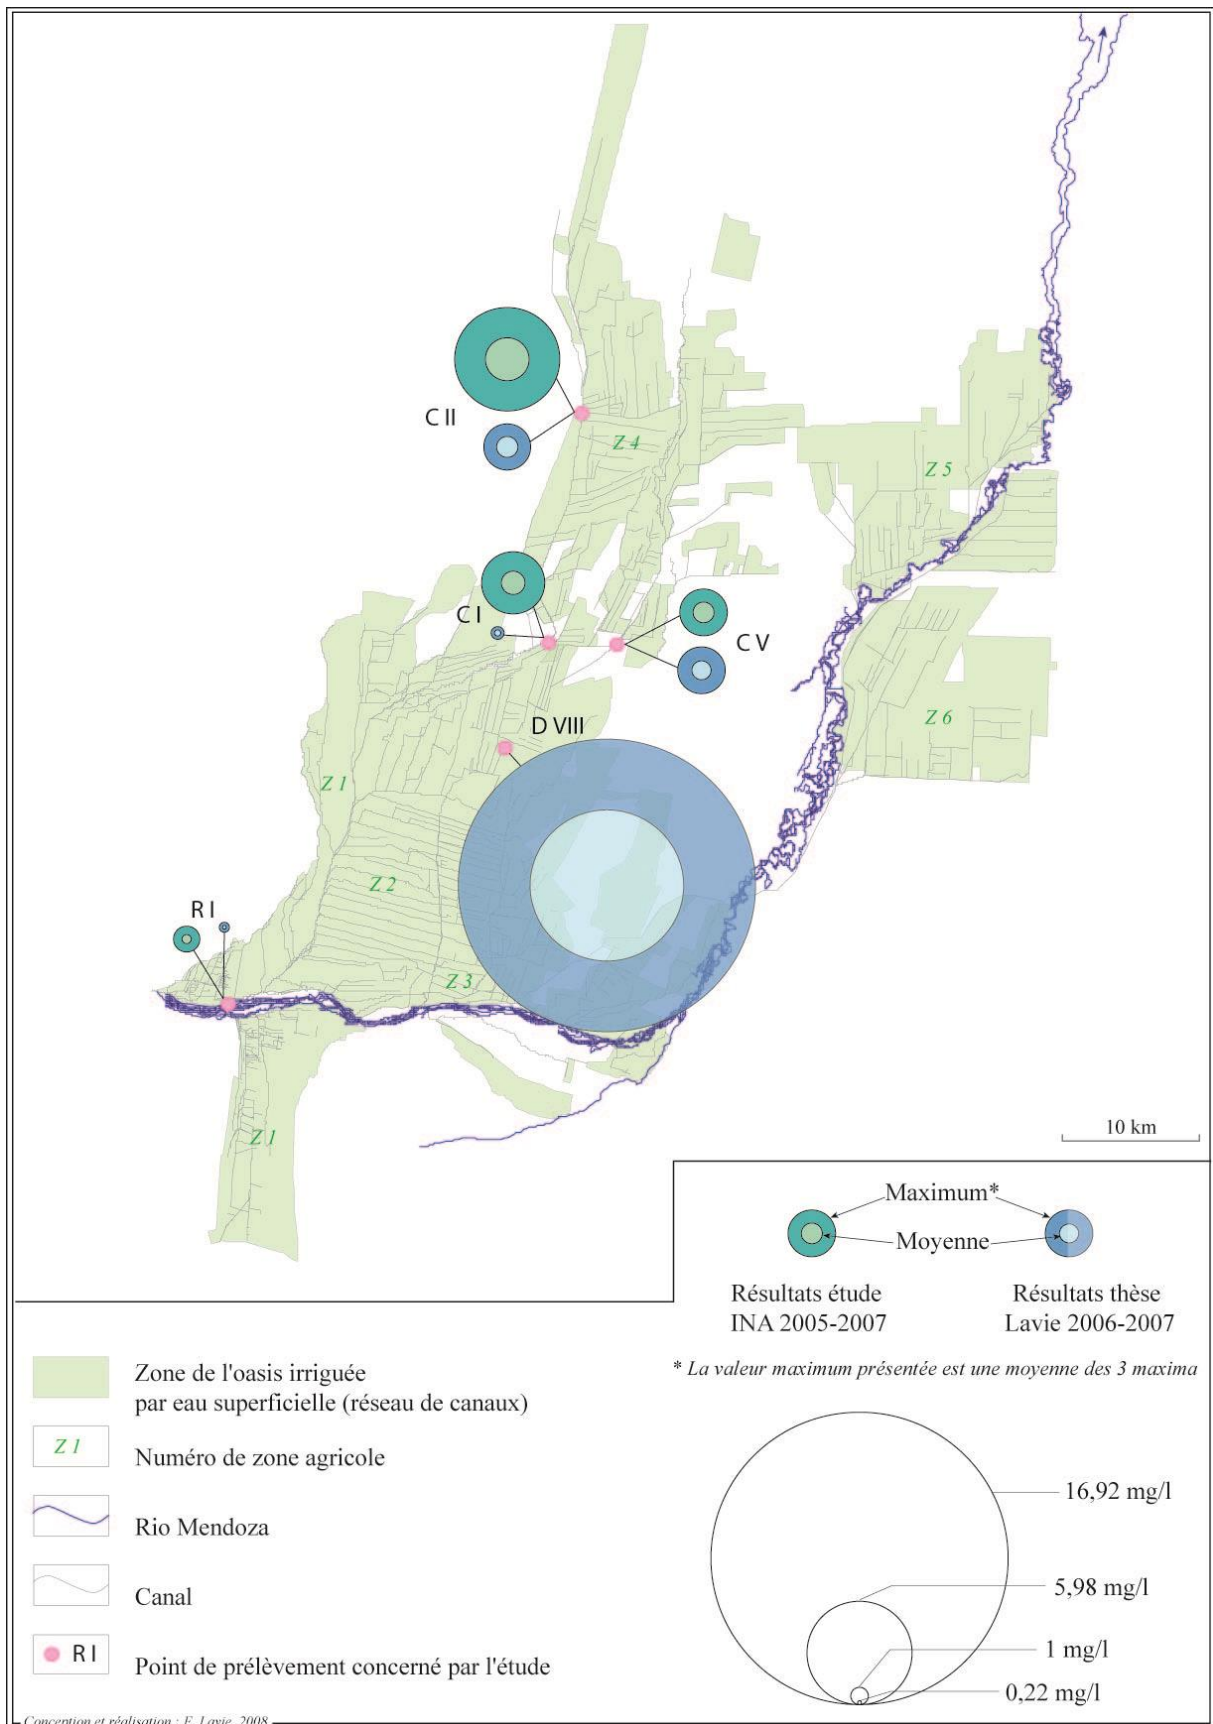 C II
Z 4
Z 5
C I
C V
Z 6
D VIII
Z 1
Z 2
R I
Z 3
10 km
Z 1
Maximum*
Moyenne
Résultats étude
INA 2005-2007
Résultats thèse
Lavie 2006-2007
* La valeur maximum présentée est une moyenne des 3 maxima
Zone de l'oasis irriguée
par eau superficielle (réseau de canaux)
Z 1
Numéro de zone agricole
Rio Mendoza
Canal
R I
Point de prélèvement concerné par l'étude
16,92 mg/l
5,98 mg/l
1 mg/l
0,22 mg/l
Conception et réalisation : E. Lavie, 2008